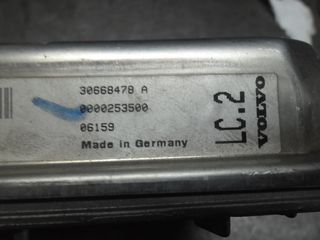 30668478 A
0000253500
06159
Made in Germany
LC.2
VOLVO